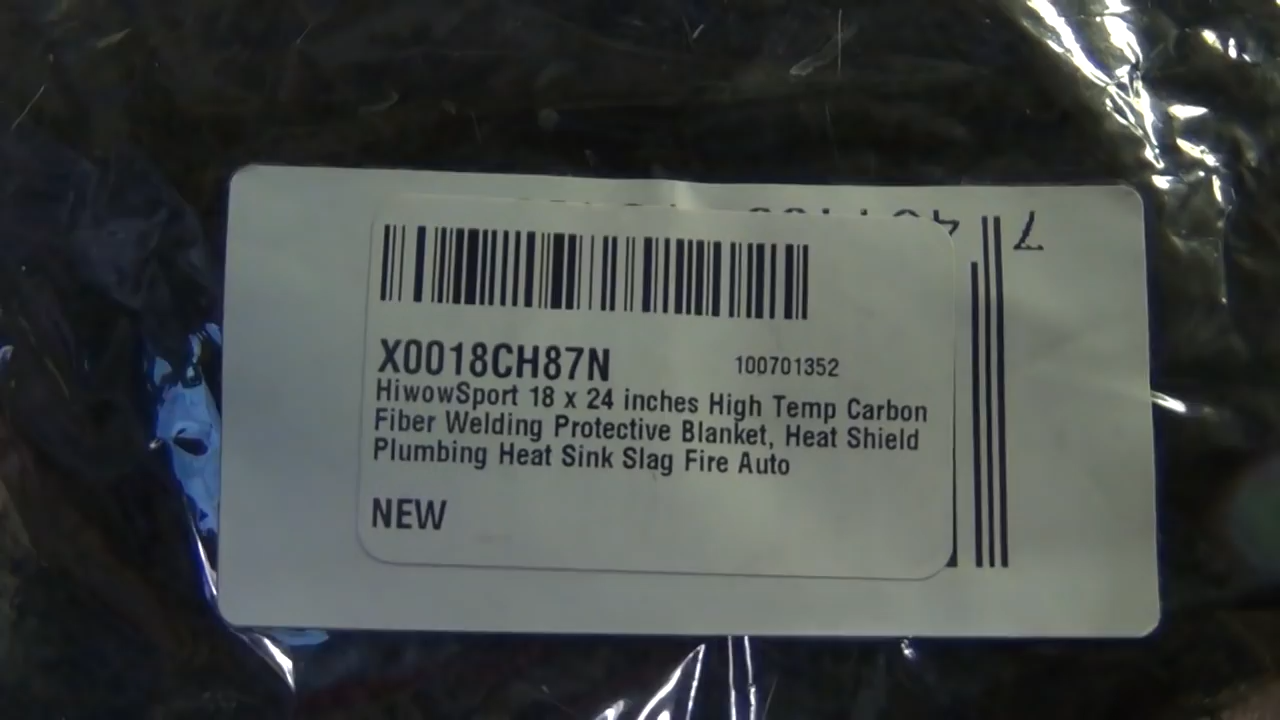 X0018CH87N
100701352
HiwowSport 18 x 24 inches High Temp Carbon
Fiber Welding Protective Blanket, Heat Shield
Plumbing Heat Sink Slag Fire Auto
NEW